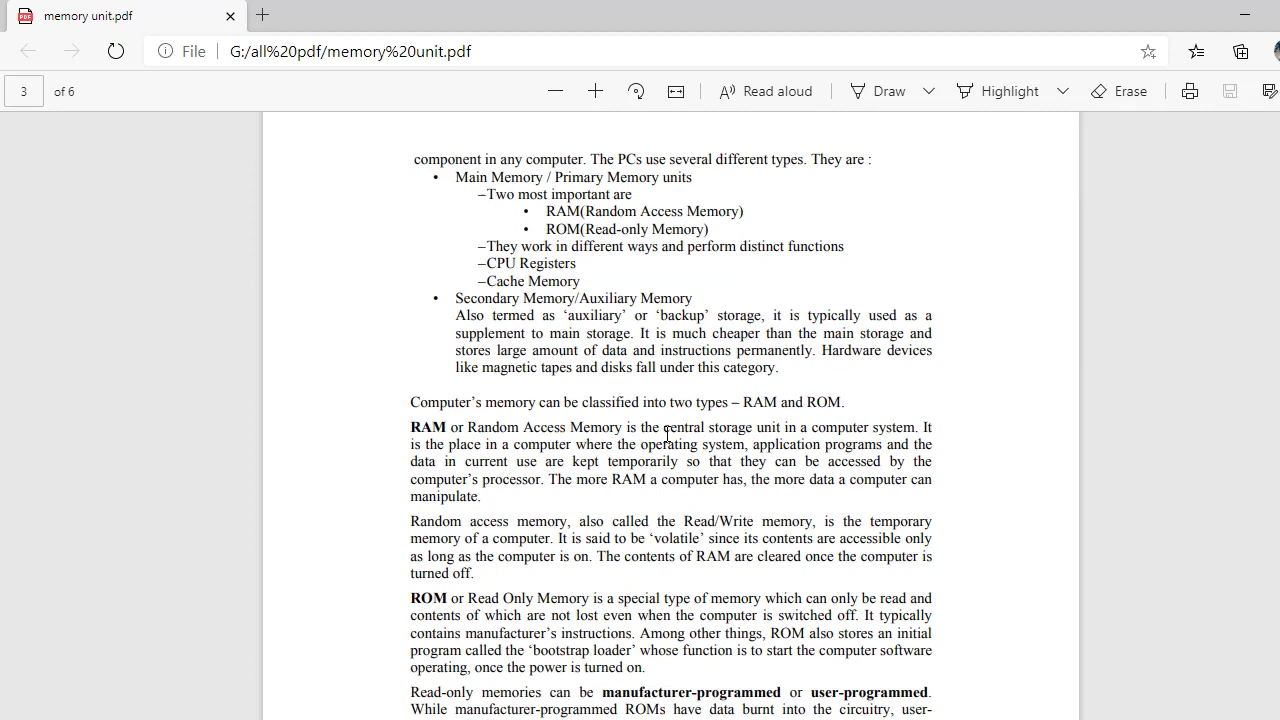 memory unit.pdf
File G:/all%20pdf/memory%20unit.pdf
3 of 6 Read aloud Draw Highlight Erase
component in any computer. The PCs use several different types. They are :
• Main Memory / Primary Memory units
–Two most important are
• RAM(Random Access Memory)
• ROM(Read-only Memory)
–They work in different ways and perform distinct functions
–CPU Registers
–Cache Memory
• Secondary Memory/Auxiliary Memory
Also termed as ‘auxiliary’ or ‘backup’ storage, it is typically used as a
supplement to main storage. It is much cheaper than the main storage and
stores large amount of data and instructions permanently. Hardware devices
like magnetic tapes and disks fall under this category.
Computer’s memory can be classified into two types – RAM and ROM.
RAM or Random Access Memory is the central storage unit in a computer system. It
is the place in a computer where the operating system, application programs and the
data in current use are kept temporarily so that they can be accessed by the
computer’s processor. The more RAM a computer has, the more data a computer can
manipulate.
Random access memory, also called the Read/Write memory, is the temporary
memory of a computer. It is said to be ‘volatile’ since its contents are accessible only
as long as the computer is on. The contents of RAM are cleared once the computer is
turned off.
ROM or Read Only Memory is a special type of memory which can only be read and
contents of which are not lost even when the computer is switched off. It typically
contains manufacturer’s instructions. Among other things, ROM also stores an initial
program called the ‘bootstrap loader’ whose function is to start the computer software
operating, once the power is turned on.
Read-only memories can be manufacturer-programmed or user-programmed.
While manufacturer-programmed ROMs have data burnt into the circuitry, user-